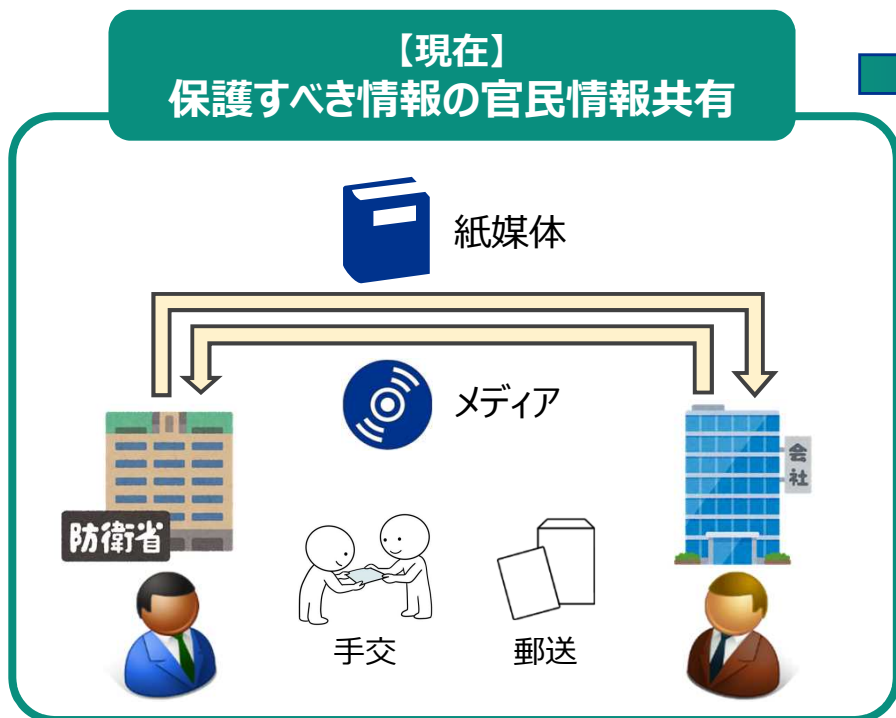 【現在】
保護すべき情報の官民情報共有
紙媒体
メディア
会社
防衛省
手交
郵送